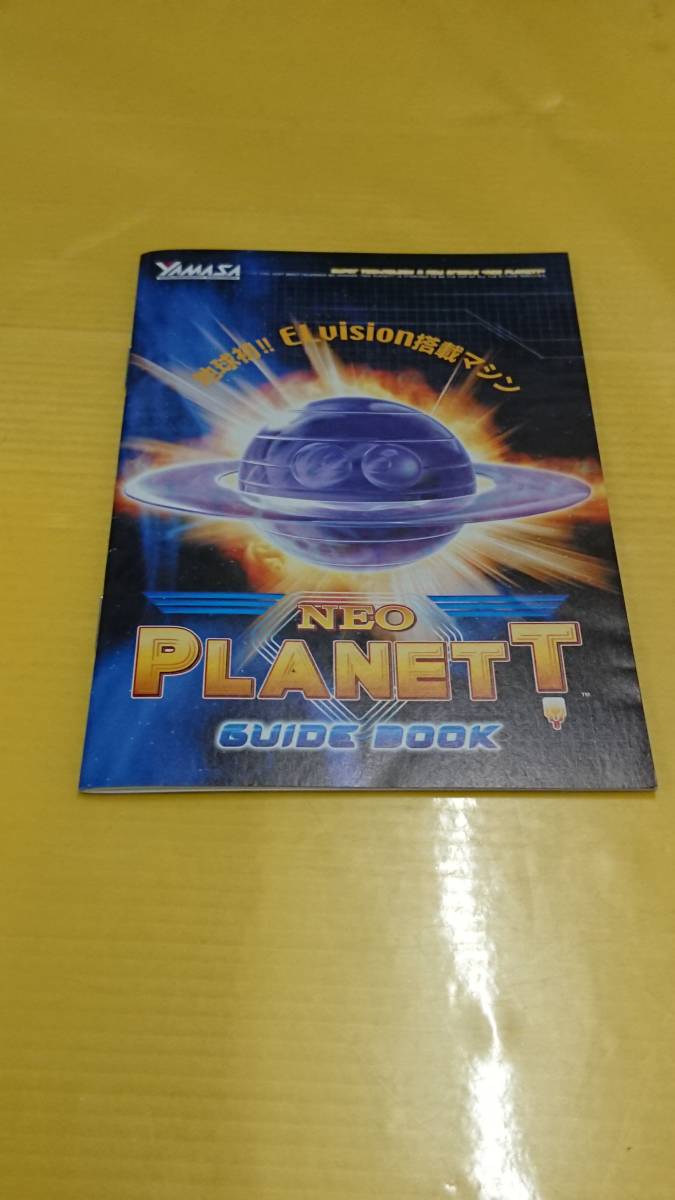 YAMASA
地球初!! ELvision搭載マシン
NEO
PLANETT
TM
GUIDE BOOK